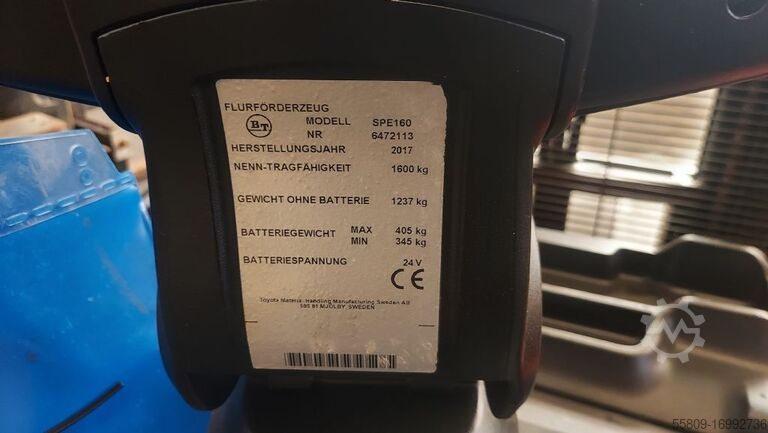 FLURFÖRDERZEUG
BT MODELL SPE160
NR 6472113
HERSTELLUNGSJAHR 2017
NENN-TRAGFÄHIGKEIT 1600 kg
GEWICHT OHNE BATTERIE 1237 kg
BATTERIEGEWICHT MAX 405 kg
MIN 345 kg
BATTERIESPANNUNG 24 V
CE
Toyota Material Handling Manufacturing Sweden AB
595 81 MJÖLBY, SWEDEN
55809-16992736